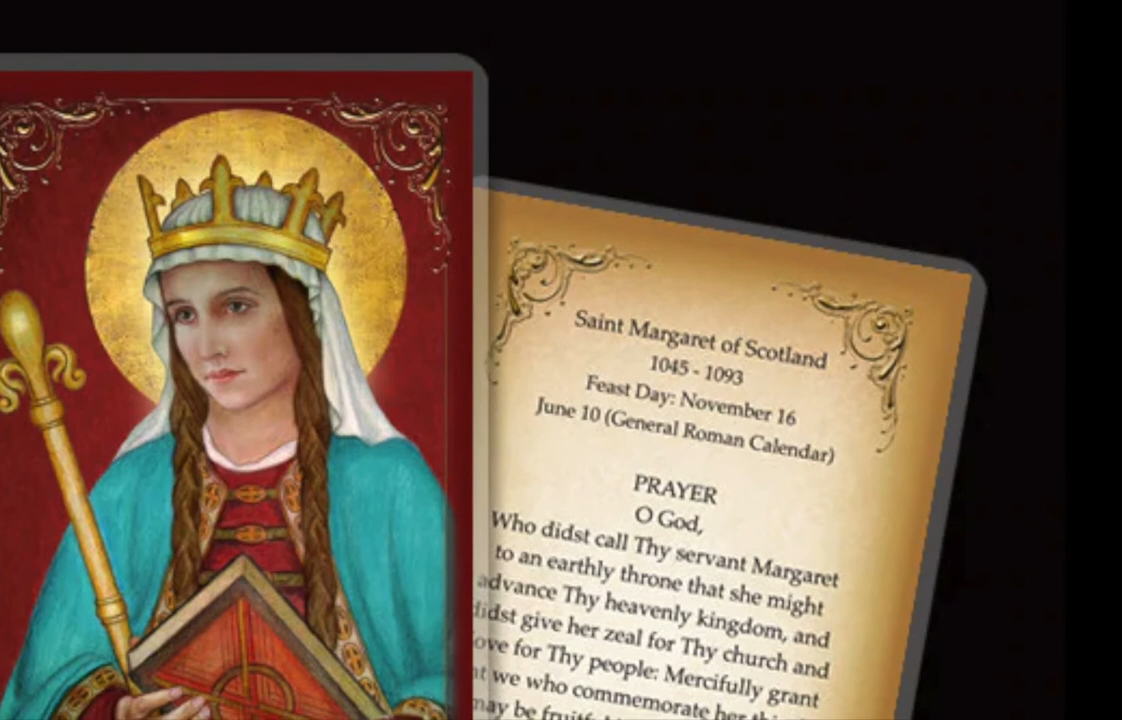 Saint Margaret of Scotland
1045 - 1093
Feast Day: November 16
June 10 (General Roman Calendar)
PRAYER
O God,
Who didst call Thy servant Margaret
to an earthly throne that she might
advance Thy heavenly kingdom, and
didst give her zeal for Thy church and
for Thy people: Mercifully grant
we who commemorate her
may be